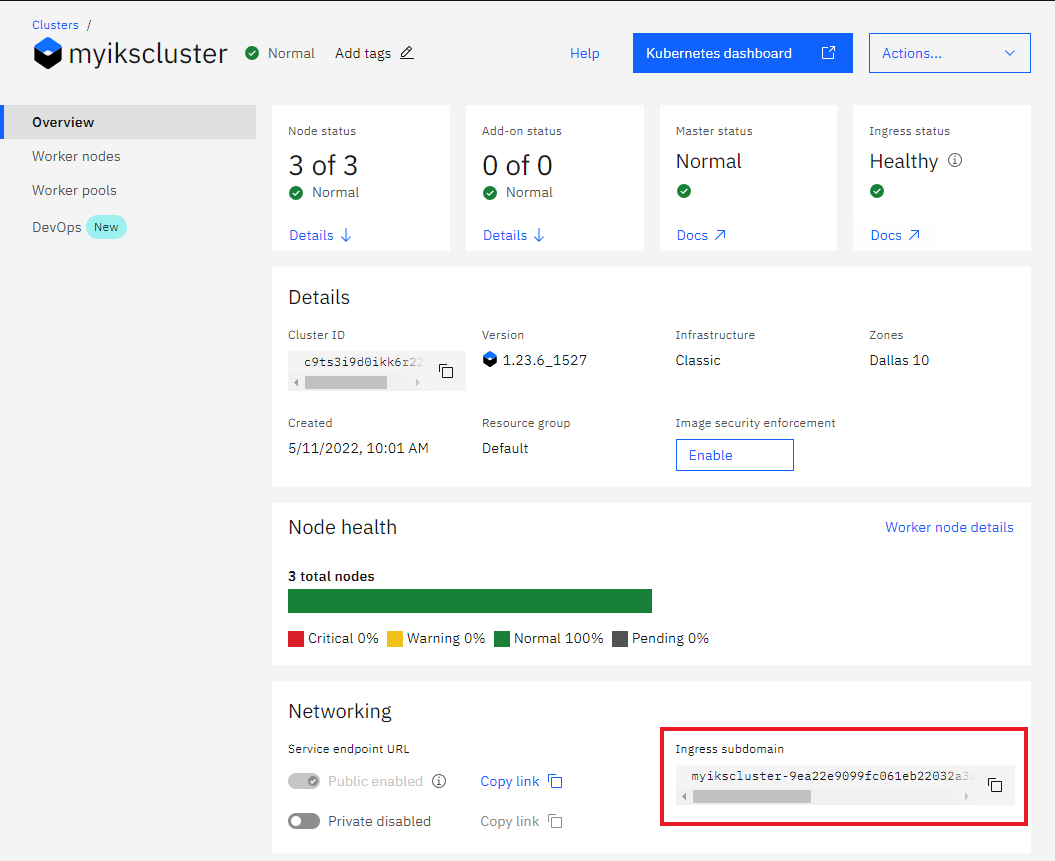 Clusters /
myikscluster Normal Add tags Help Kubernetes dashboard Actions...
Overview
Worker nodes
Worker pools
DevOps New
Node status
3 of 3
Normal
Details
Add-on status
0 of 0
Normal
Details
Master status
Normal
Docs
Ingress status
Healthy
Docs
Details
Cluster ID
c9ts3i9d0ikk6r22
Version
1.23.6_1527
Infrastructure
Classic
Zones
Dallas 10
Created
5/11/2022, 10:01 AM
Resource group
Default
Image security enforcement
Enable
Node health
Worker node details
3 total nodes
Critical 0% Warning 0% Normal 100% Pending 0%
Networking
Service endpoint URL
Public enabled Copy link
Private disabled Copy link
Ingress subdomain
myikscluster-9ea22e9099fc061eb22032a3